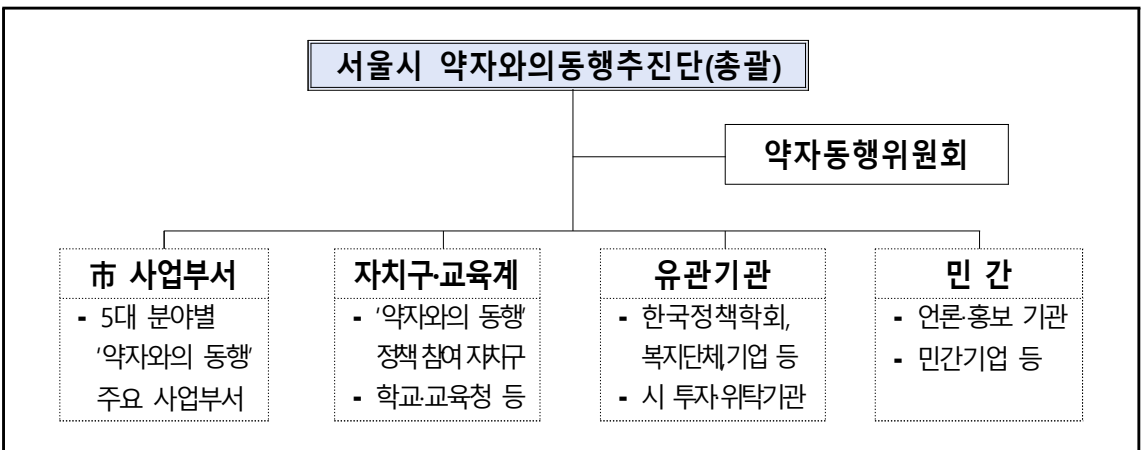 서울시 약자와의동행추진단(총괄)
약자동행위원회
市 사업부서
- 5대 분야별
'약자와의 동행'
주요 사업부서
자치구·교육계
- '약자와의 동행'
정책 참여 자치구
- 학교·교육청 등
유관기관
- 한국정책학회,
복지단체,기업 등
- 시 투자·위탁기관
민 간
- 언론·홍보 기관
- 민간기업 등